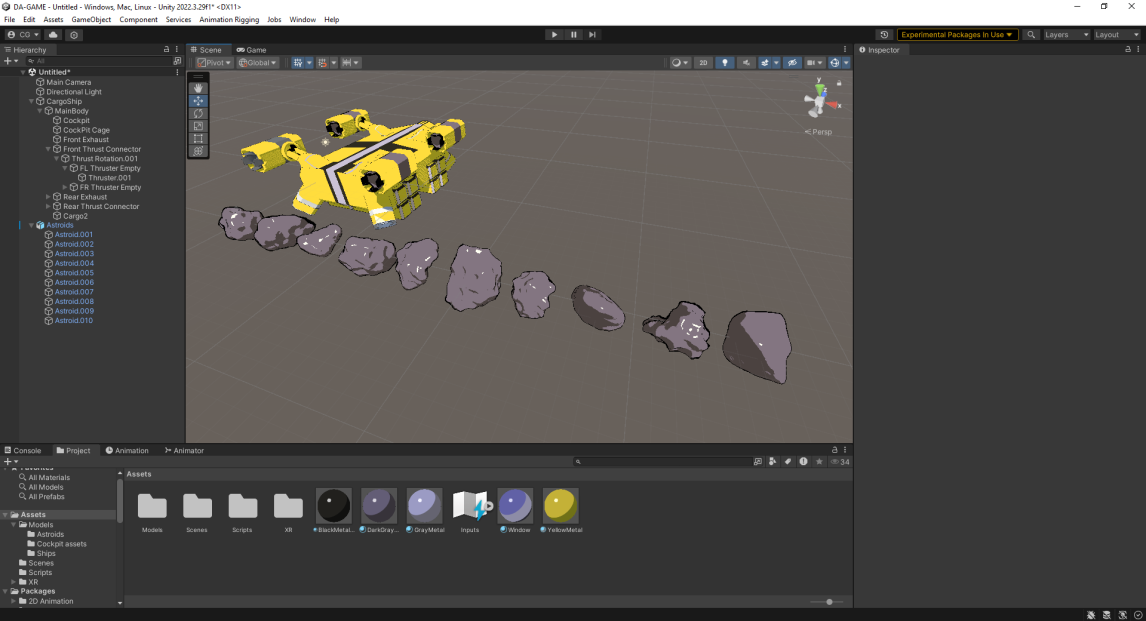 DA-GAME - Untitled - Windows, Mac, Linux - Unity 2022.3.29f1* <DX11>
File Edit Assets GameObject Component Services Animation Rigging Jobs Window Help
CG
Experimental Packages In Use
Layers
Layout
Hierarchy
Scene
Game
Inspector
All
Pivot
Global
2D
Untitled*
Main Camera
Directional Light
CargoShip
MainBody
Cockpit
CockPit Cage
Front Exhaust
Front Thrust Connector
Thrust Rotation.001
FL Thruster Empty
Thruster.001
FR Thruster Empty
Rear Exhaust
Rear Thrust Connector
Cargo2
Astroids
Astroid.001
Astroid.002
Astroid.003
Astroid.004
Astroid.005
Astroid.006
Astroid.007
Astroid.008
Astroid.009
Astroid.010
y
z
x
Persp
Console
Project
Animation
Animator
34
Favorites
All Materials
All Models
All Prefabs
Assets
Models
Astroids
Cockpit assets
Ships
Scenes
Scripts
XR
Packages
2D Animation
Assets
Models
Scenes
Scripts
XR
BlackMetal...
DarkGray...
GrayMetal
Inputs
Window
YellowMetal